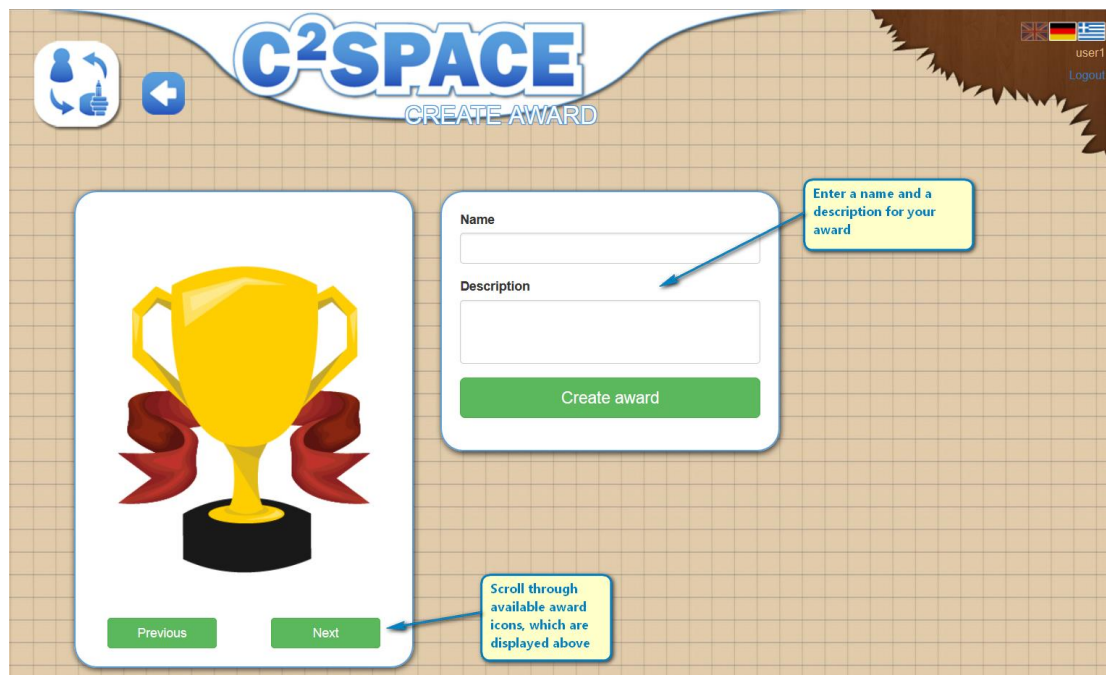 C²SPACE
CREATE AWARD
user1
Logout
Name
Description
Create award
Enter a name and a
description for your
award
Previous
Next
Scroll through
available award
icons, which are
displayed above